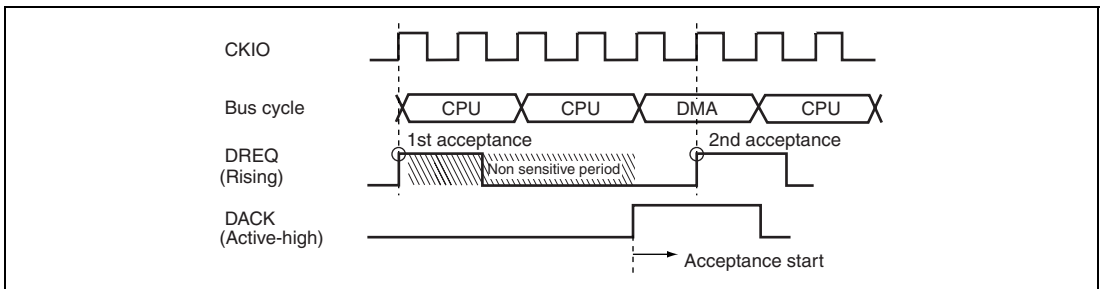 CKIO
Bus cycle
CPU
CPU
DMA
CPU
1st acceptance
2nd acceptance
DREQ
(Rising)
Non sensitive period
DACK
(Active-high)
Acceptance start